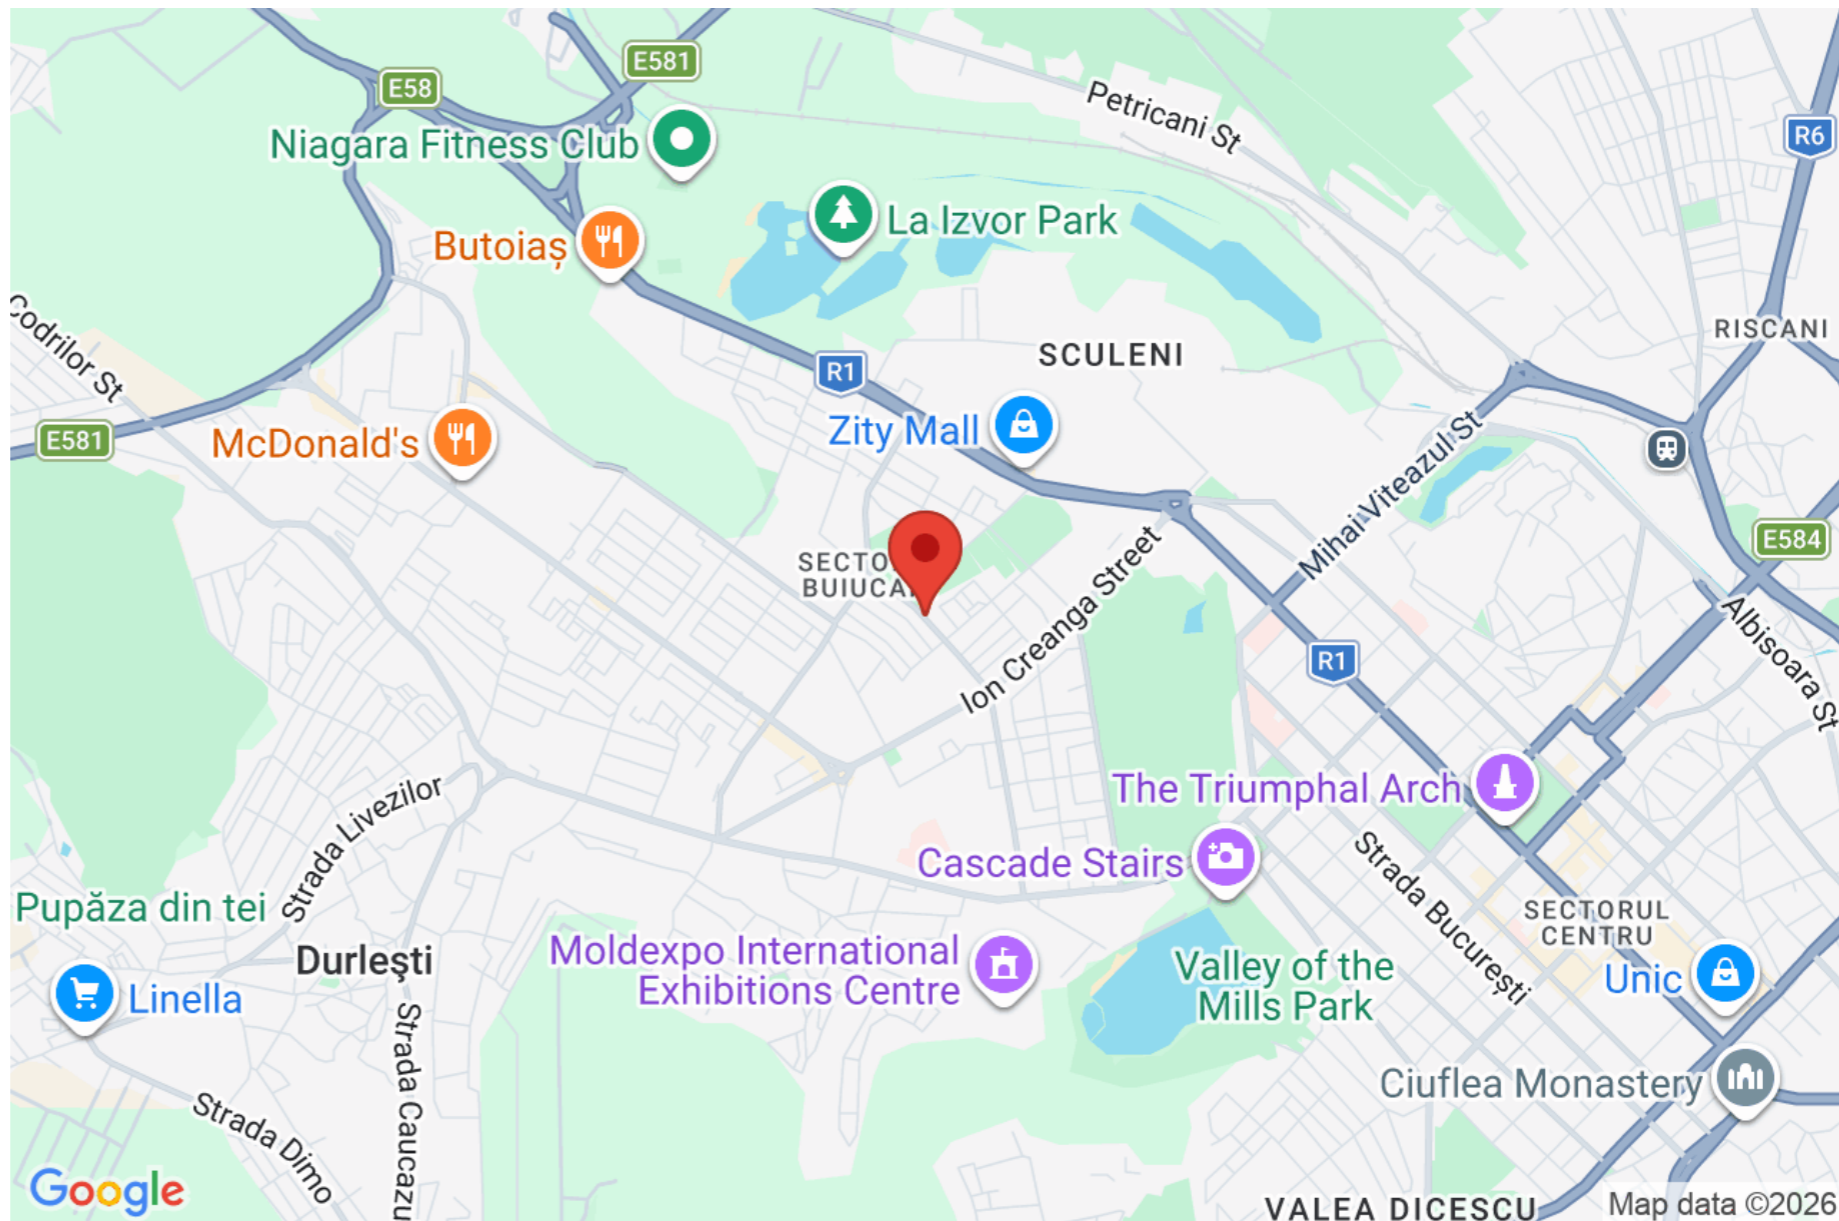 E581
E58
Petricani St
R6
Niagara Fitness Club
La Izvor Park
Butoiaș
Codrilor St
RISCANI
SCULENI
R1
E581
McDonald's
Zity Mall
Mihai Viteazul St
E584
SECTO
BUIUCA
Ion Creanga Street
Albisoara St
R1
The Triumphal Arch
Strada Livezilor
Cascade Stairs
Strada București
Pupăza din tei
SECTORUL
CENTRU
Durleşti
Moldexpo International
Exhibitions Centre
Valley of the
Mills Park
Unic
Linella
Strada Caucazu
Ciuflea Monastery
Strada Dimo
Google
VALEA DICESCU
Map data ©2026